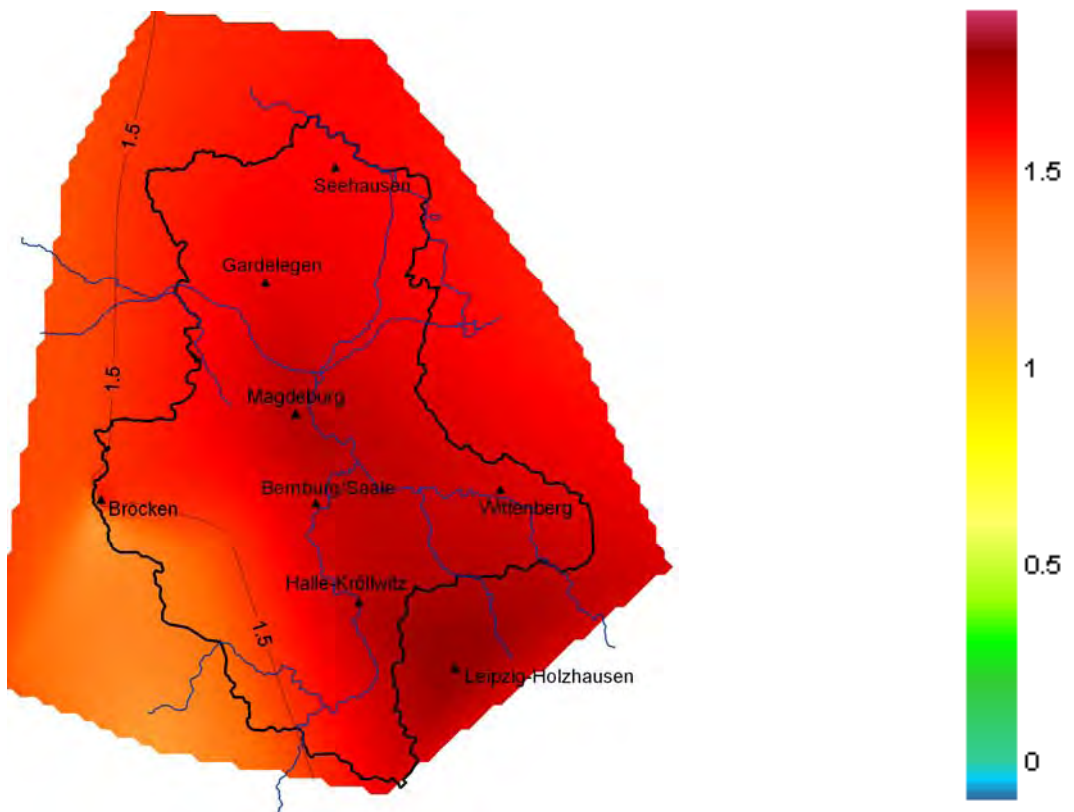 1.5
Seehausen
1.5
Gardelegen
1
1.5
Magdeburg
Bernburg/Saale
Brocken
Wittenberg
0.5
Halle-Kröllwitz
1.5
Leipzig-Holzhausen
0